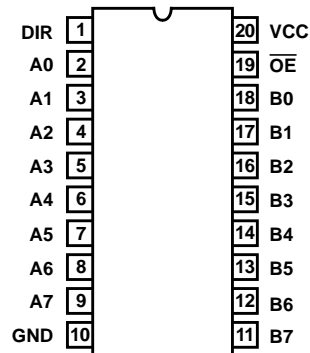 DIR 1 20 VCC
A0 2 19 O̅E̅
A1 3 18 B0
A2 4 17 B1
A3 5 16 B2
A4 6 15 B3
A5 7 14 B4
A6 8 13 B5
A7 9 12 B6
GND 10 11 B7